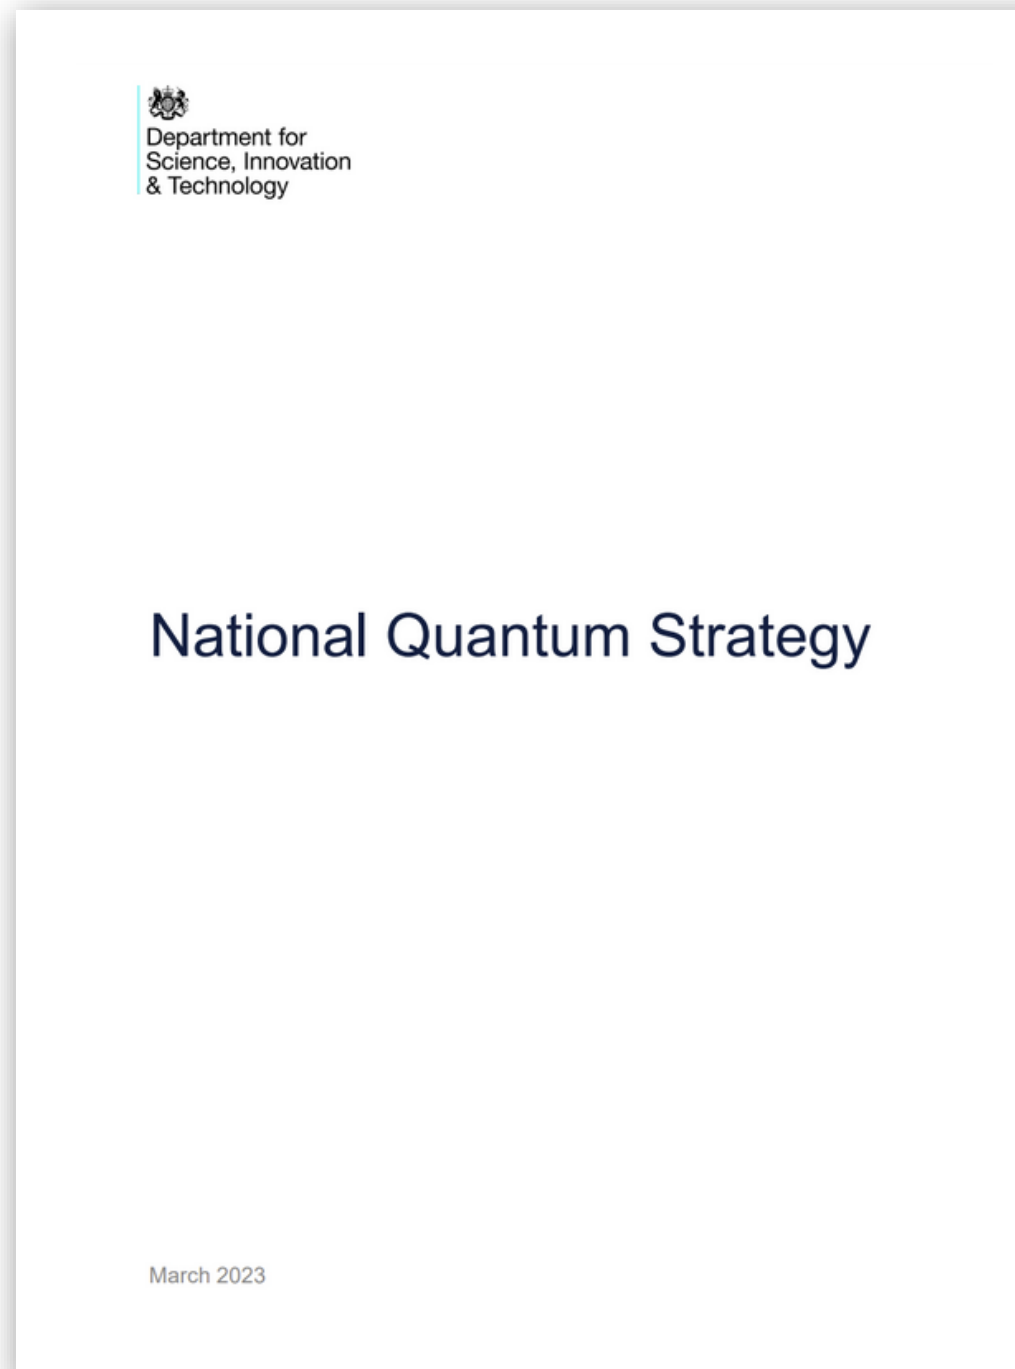 Department for
Science, Innovation
& Technology
National Quantum Strategy
March 2023